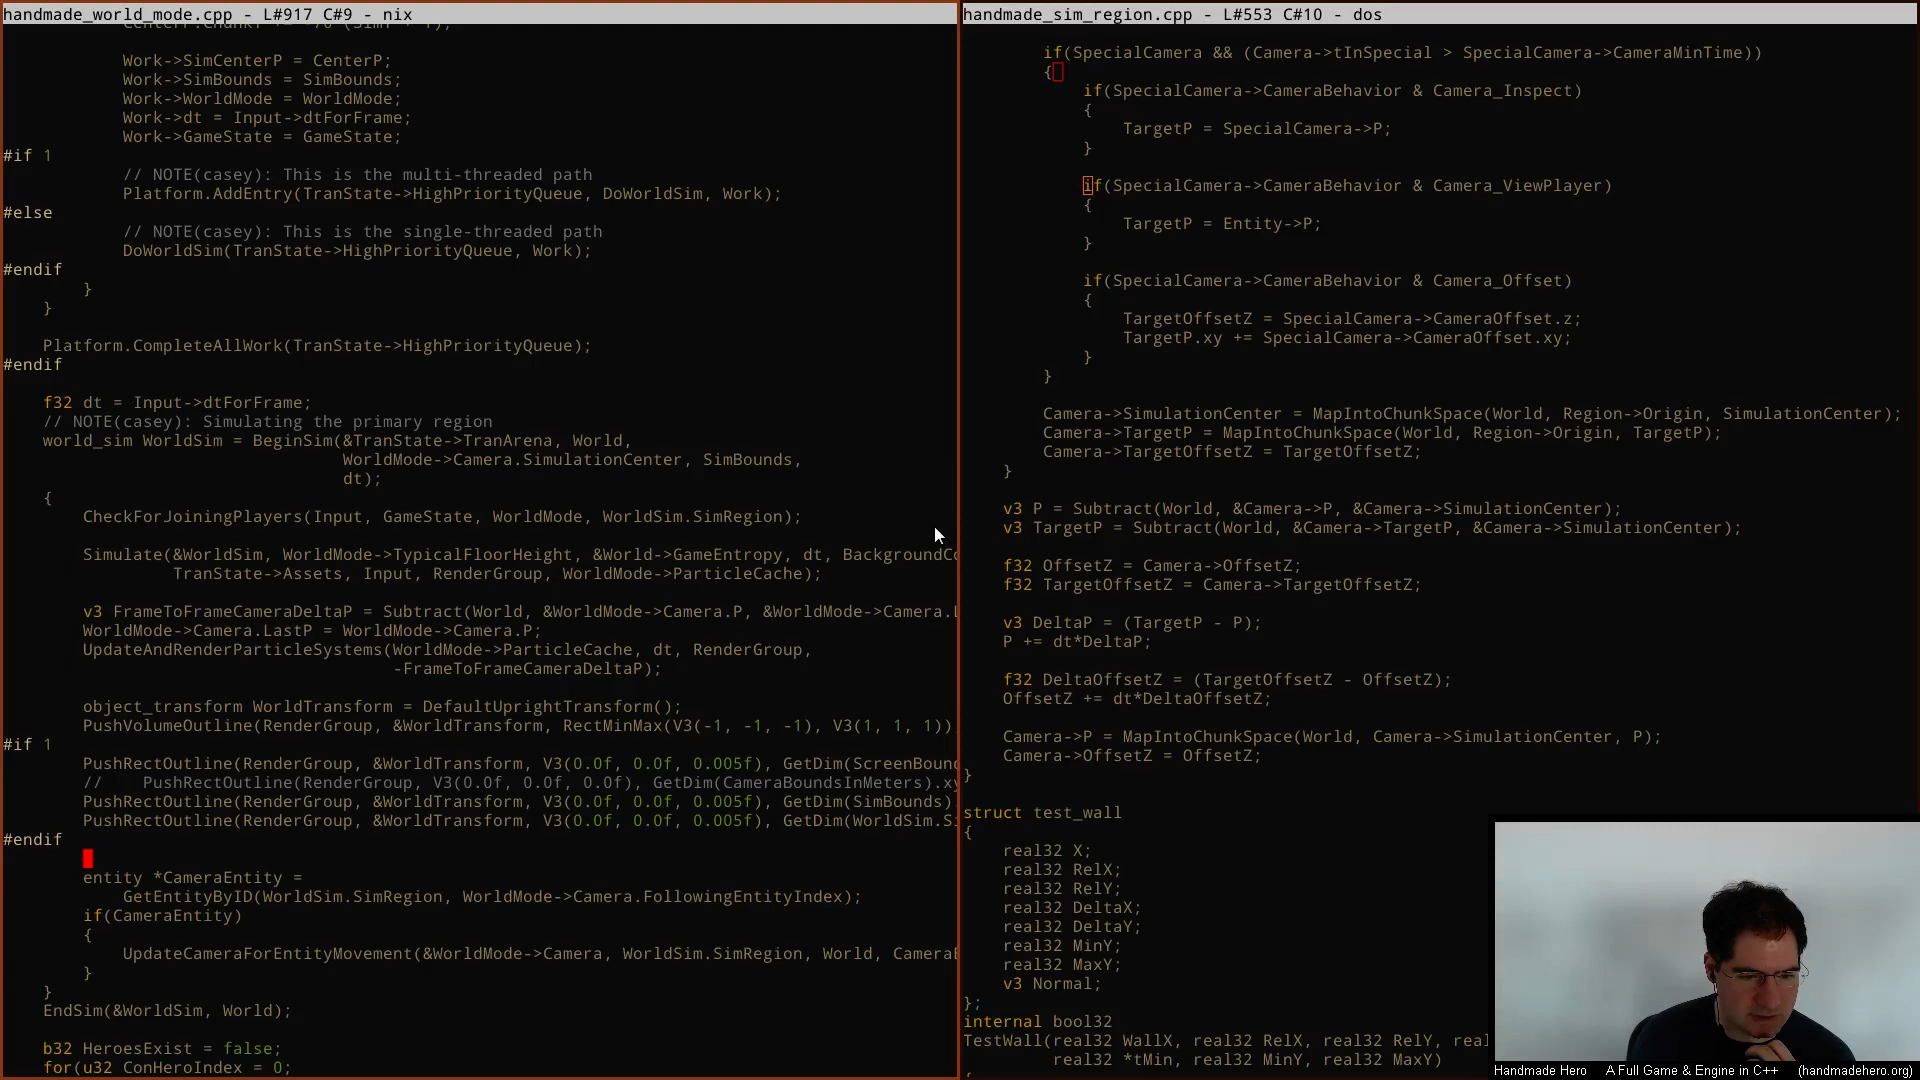 handmade_world_mode.cpp - L#917 C#9 - nix
Work->SimCenterP = CenterP;
Work->SimBounds = SimBounds;
Work->WorldMode = WorldMode;
Work->dt = Input->dtForFrame;
Work->GameState = GameState;
#if 1
// NOTE(casey): This is the multi-threaded path
Platform.AddEntry(TranState->HighPriorityQueue, DoWorldSim, Work);
#else
// NOTE(casey): This is the single-threaded path
DoWorldSim(TranState->HighPriorityQueue, Work);
#endif
}
}
Platform.CompleteAllWork(TranState->HighPriorityQueue);
#endif
f32 dt = Input->dtForFrame;
// NOTE(casey): Simulating the primary region
world_sim WorldSim = BeginSim(&TranState->TranArena, World,
WorldMode->Camera.SimulationCenter, SimBounds,
dt);
{
CheckForJoiningPlayers(Input, GameState, WorldMode, WorldSim.SimRegion);
Simulate(&WorldSim, WorldMode->TypicalFloorHeight, &World->GameEntropy, dt, BackgroundCo
TranState->Assets, Input, RenderGroup, WorldMode->ParticleCache);
v3 FrameToFrameCameraDeltaP = Subtract(World, &WorldMode->Camera.P, &WorldMode->Camera.L
WorldMode->Camera.LastP = WorldMode->Camera.P;
UpdateAndRenderParticleSystems(WorldMode->ParticleCache, dt, RenderGroup,
-FrameToFrameCameraDeltaP);
object_transform WorldTransform = DefaultUprightTransform();
PushVolumeOutline(RenderGroup, &WorldTransform, RectMinMax(V3(-1, -1, -1), V3(1, 1, 1))
#if 1
PushRectOutline(RenderGroup, &WorldTransform, V3(0.0f, 0.0f, 0.005f), GetDim(ScreenBoun
// PushRectOutline(RenderGroup, V3(0.0f, 0.0f, 0.0f), GetDim(CameraBoundsInMeters).xy
PushRectOutline(RenderGroup, &WorldTransform, V3(0.0f, 0.0f, 0.005f), GetDim(SimBounds)
PushRectOutline(RenderGroup, &WorldTransform, V3(0.0f, 0.0f, 0.005f), GetDim(WorldSim.S
#endif
entity *CameraEntity =
GetEntityByID(WorldSim.SimRegion, WorldMode->Camera.FollowingEntityIndex);
if(CameraEntity)
{
UpdateCameraForEntityMovement(&WorldMode->Camera, WorldSim.SimRegion, World, CameraE
}
}
EndSim(&WorldSim, World);
b32 HeroesExist = false;
for(u32 ConHeroIndex = 0;
handmade_sim_region.cpp - L#553 C#10 - dos
if(SpecialCamera && (Camera->tInSpecial > SpecialCamera->CameraMinTime))
{
if(SpecialCamera->CameraBehavior & Camera_Inspect)
{
TargetP = SpecialCamera->P;
}
if(SpecialCamera->CameraBehavior & Camera_ViewPlayer)
{
TargetP = Entity->P;
}
if(SpecialCamera->CameraBehavior & Camera_Offset)
{
TargetOffsetZ = SpecialCamera->CameraOffset.z;
TargetP.xy += SpecialCamera->CameraOffset.xy;
}
}
Camera->SimulationCenter = MapIntoChunkSpace(World, Region->Origin, SimulationCenter);
Camera->TargetP = MapIntoChunkSpace(World, Region->Origin, TargetP);
Camera->TargetOffsetZ = TargetOffsetZ;
}
v3 P = Subtract(World, &Camera->P, &Camera->SimulationCenter);
v3 TargetP = Subtract(World, &Camera->TargetP, &Camera->SimulationCenter);
f32 OffsetZ = Camera->OffsetZ;
f32 TargetOffsetZ = Camera->TargetOffsetZ;
v3 DeltaP = (TargetP - P);
P += dt*DeltaP;
f32 DeltaOffsetZ = (TargetOffsetZ - OffsetZ);
OffsetZ += dt*DeltaOffsetZ;
Camera->P = MapIntoChunkSpace(World, Camera->SimulationCenter, P);
Camera->OffsetZ = OffsetZ;
}
struct test_wall
{
real32 X;
real32 RelX;
real32 RelY;
real32 DeltaX;
real32 DeltaY;
real32 MinY;
real32 MaxY;
v3 Normal;
};
internal bool32
TestWall(real32 WallX, real32 RelX, real32 RelY, real
real32 *tMin, real32 MinY, real32 MaxY)
Handmade Hero A Full Game & Engine in C++ (handmadehero.org)